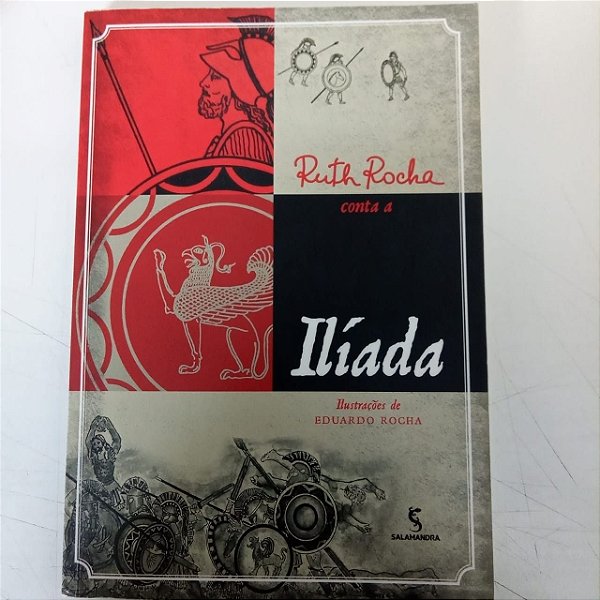 Ruth Rocha
conta a
Ilíada
Ilustrações de
EDUARDO ROCHA
SALAMANDRA